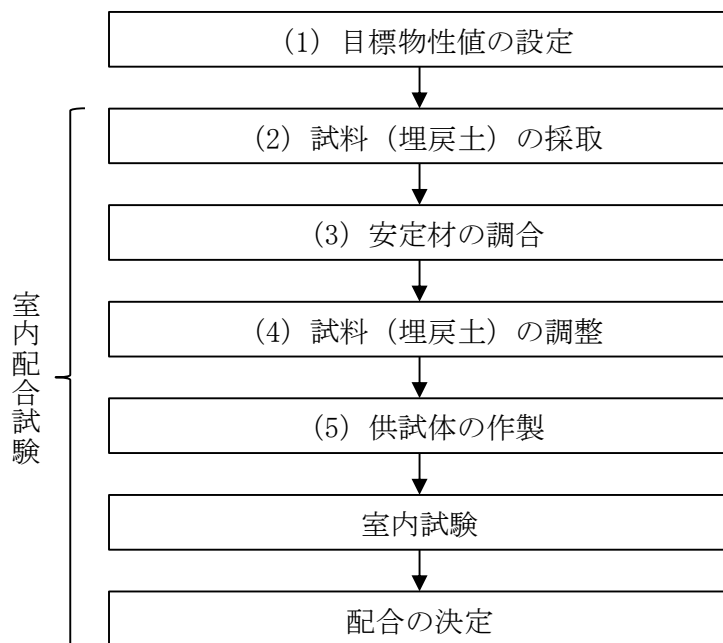 (1) 目標物性値の設定
(2) 試料（埋戻土）の採取
(3) 安定材の調合
(4) 試料（埋戻土）の調整
(5) 供試体の作製
室内試験
配合の決定
室内配合試験